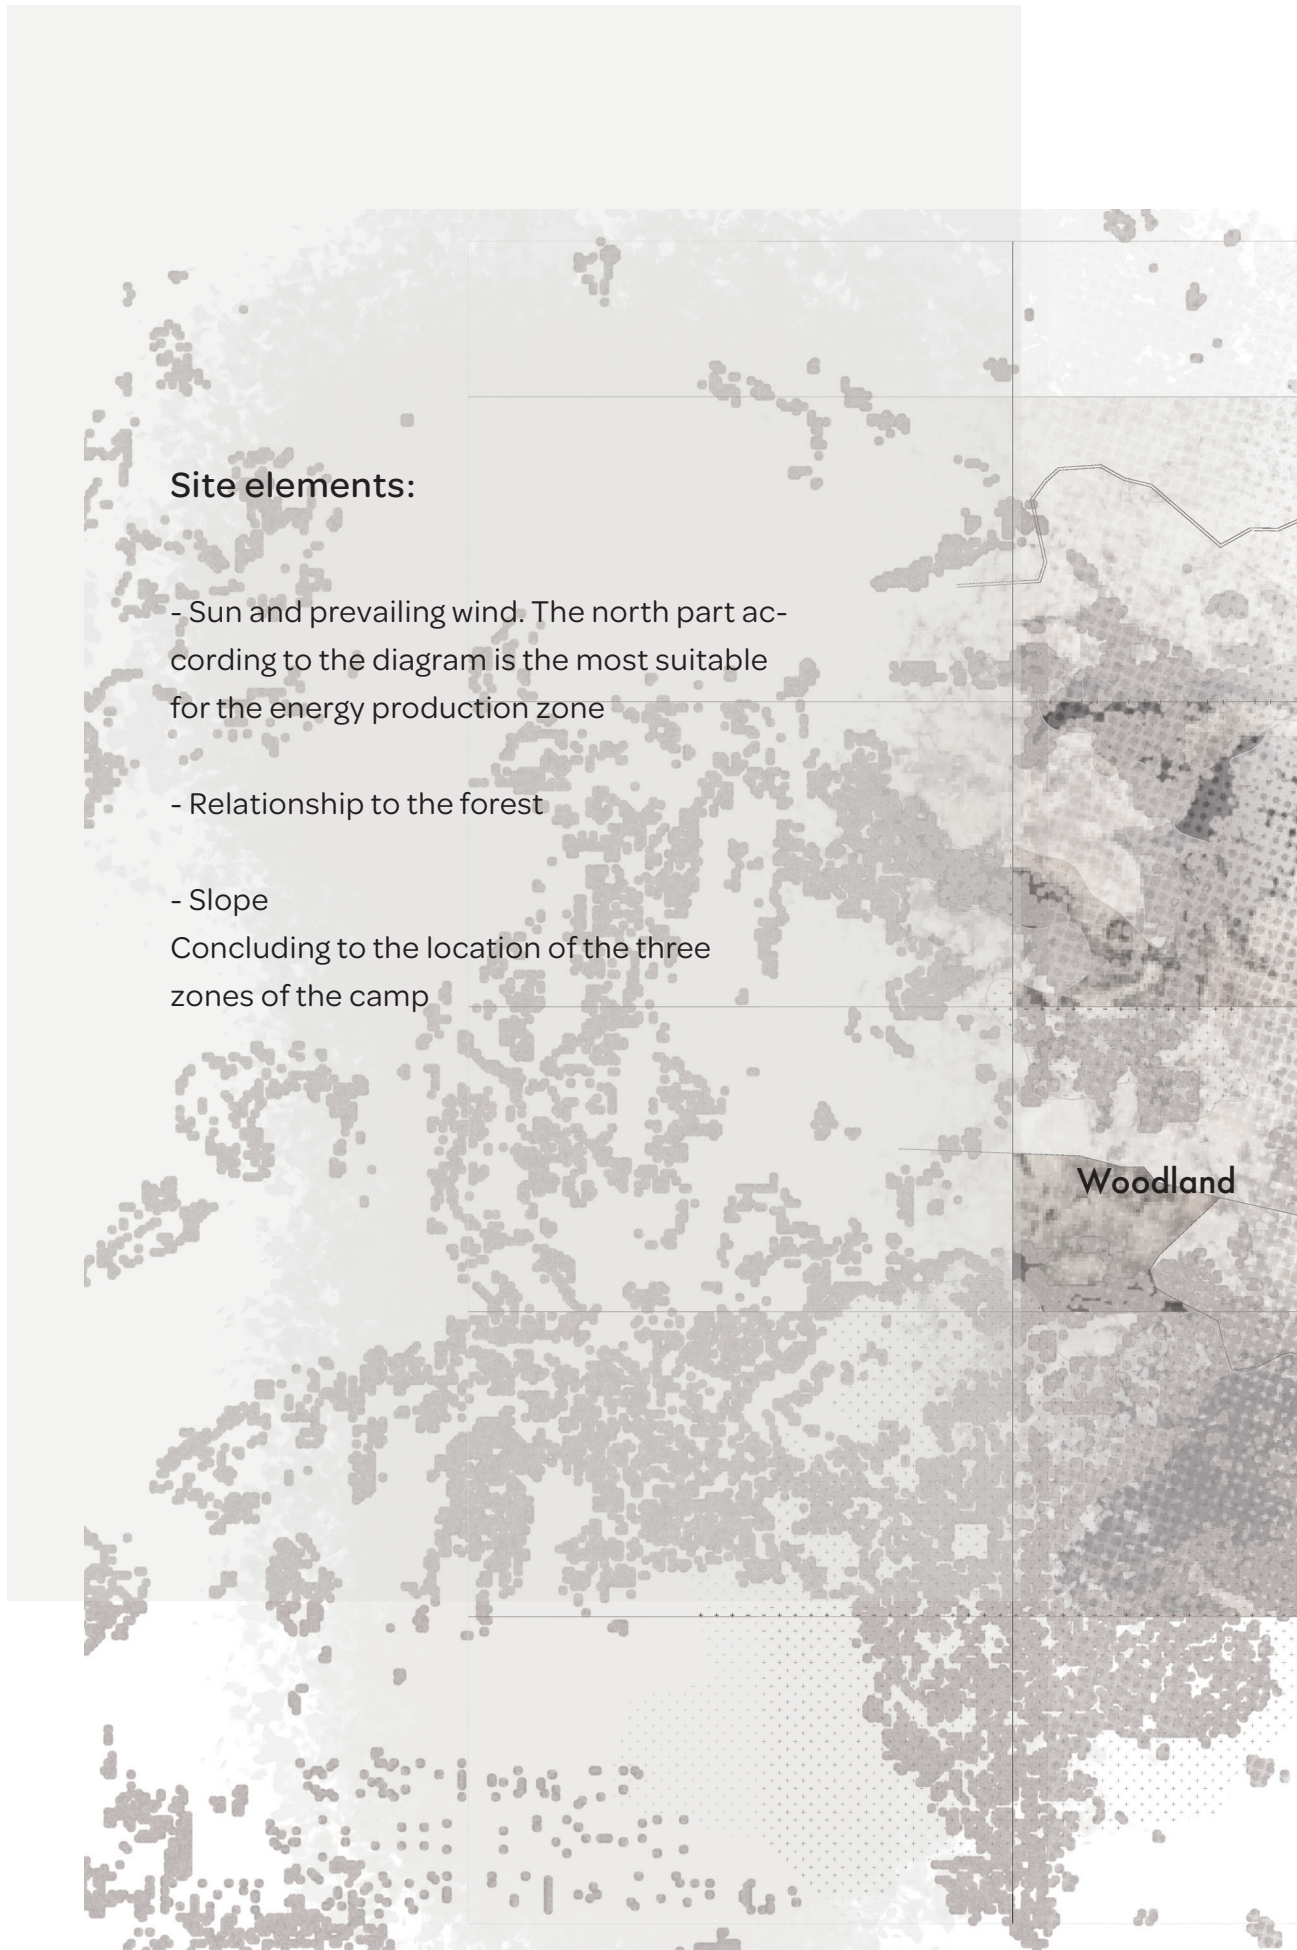 Site elements:
- Sun and prevailing wind. The north part ac-
cording to the diagram is the most suitable
for the energy production zone
- Relationship to the forest
- Slope
Concluding to the location of the three
zones of the camp
Woodland